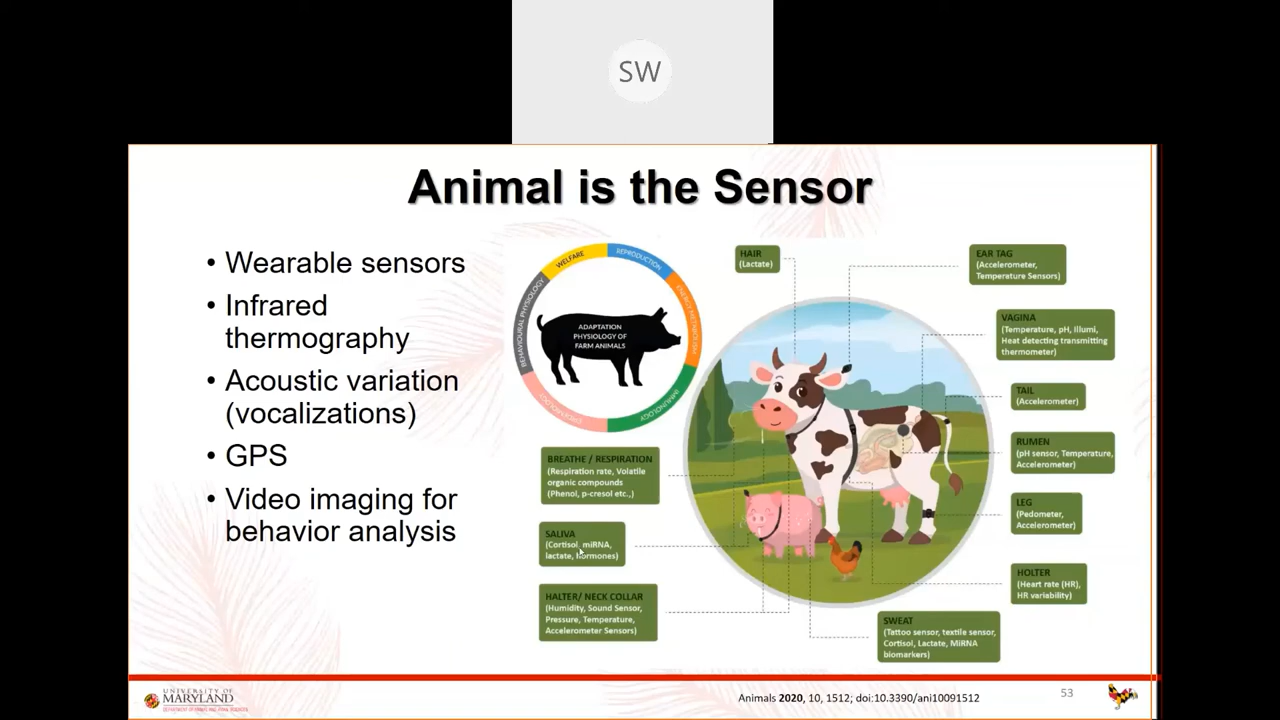 SW
Animal is the Sensor
• Wearable sensors
• Infrared
thermography
• Acoustic variation
(vocalizations)
• GPS
• Video imaging for
behavior analysis
WELFARE
REPRODUCTION
ENERGY METABOLISM
IMMUNOLOGY
BEHAVIOURAL PHYSIOLOGY
ADAPTATION
PHYSIOLOGY OF
FARM ANIMALS
HAIR
(Lactate)
EAR TAG
(Accelerometer,
Temperature Sensors)
VAGINA
(Temperature, pH, Illumi,
Heat detecting transmitting
thermometer)
TAIL
(Accelerometer)
RUMEN
(pH sensor, Temperature,
Accelerometer)
LEG
(Pedometer,
Accelerometer)
HOLTER
(Heart rate (HR),
HR variability)
BREATHE / RESPIRATION
(Respiration rate, Volatile
organic compounds
(Phenol, p-cresol etc.,)
SALIVA
(Cortisol, miRNA,
lactate, hormones)
HALTER/ NECK COLLAR
(Humidity, Sound Sensor,
Pressure, Temperature,
Accelerometer Sensors)
SWEAT
(Tattoo sensor, textile sensor,
Cortisol, Lactate, MiRNA
biomarkers)
UNIVERSITY OF
MARYLAND
Animals 2020, 10, 1512; doi:10.3390/ani10091512
53